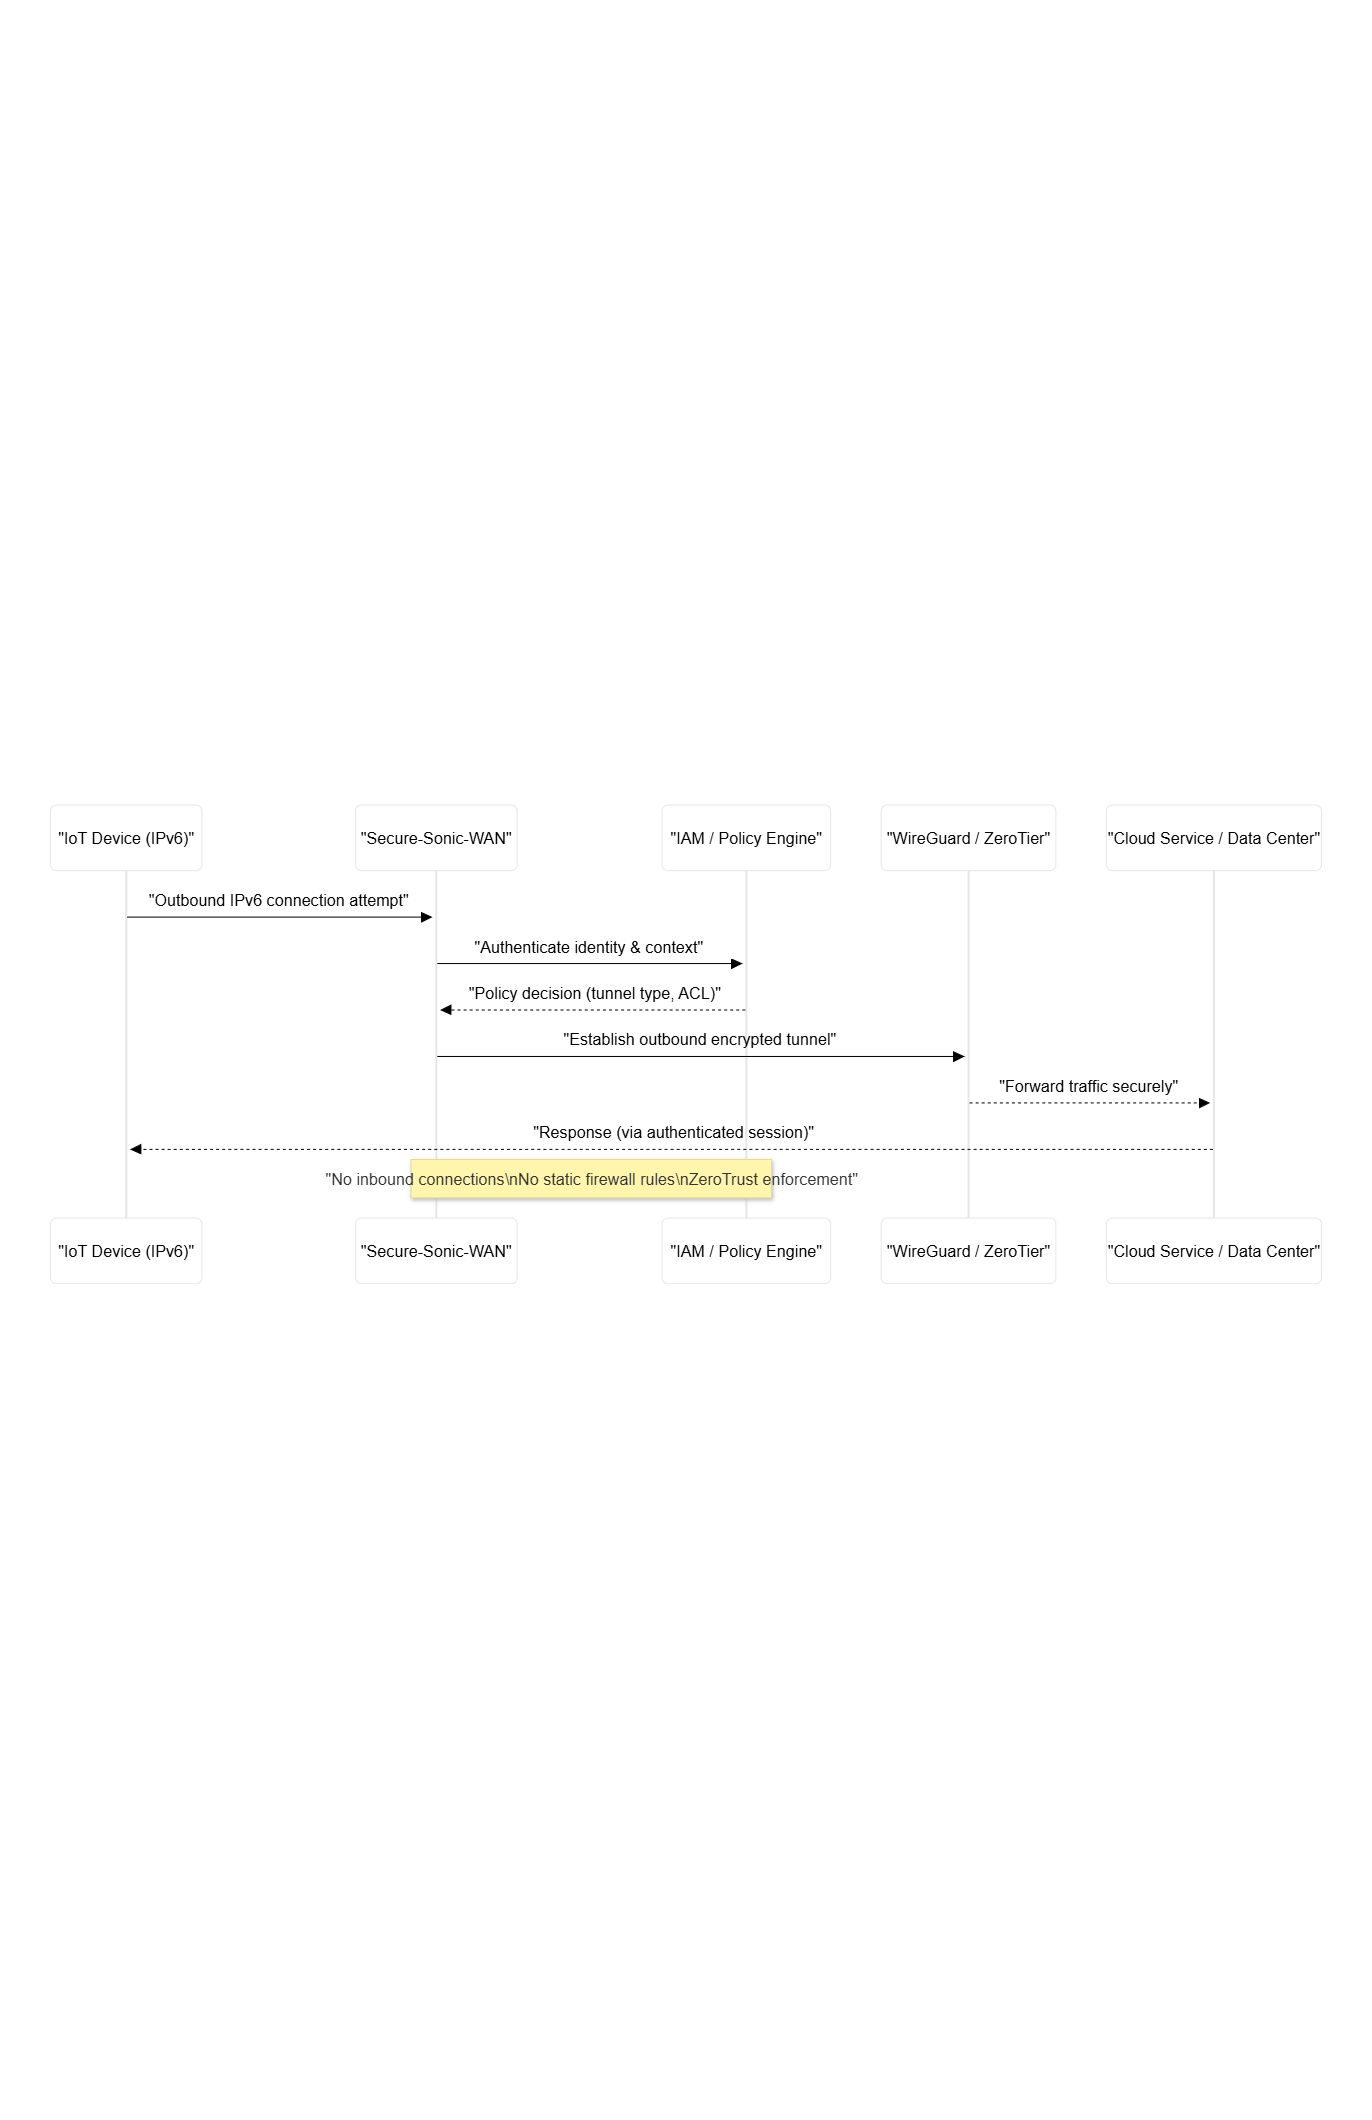 "IoT Device (IPv6)"
"Secure-Sonic-WAN"
"IAM / Policy Engine"
"WireGuard / ZeroTier"
"Cloud Service / Data Center"
"Outbound IPv6 connection attempt"
"Authenticate identity & context"
"Policy decision (tunnel type, ACL)"
"Establish outbound encrypted tunnel"
"Forward traffic securely"
"Response (via authenticated session)"
"No inbound connections\nNo static firewall rules\nZeroTrust enforcement"
"IoT Device (IPv6)"
"Secure-Sonic-WAN"
"IAM / Policy Engine"
"WireGuard / ZeroTier"
"Cloud Service / Data Center"